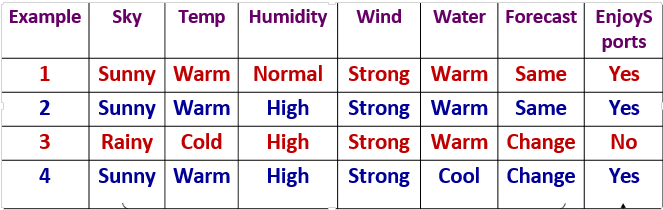 Example Sky Temp Humidity Wind Water Forecast EnjoyS
ports
1 Sunny Warm Normal Strong Warm Same Yes
2 Sunny Warm High Strong Warm Same Yes
3 Rainy Cold High Strong Warm Change No
4 Sunny Warm High Strong Cool Change Yes